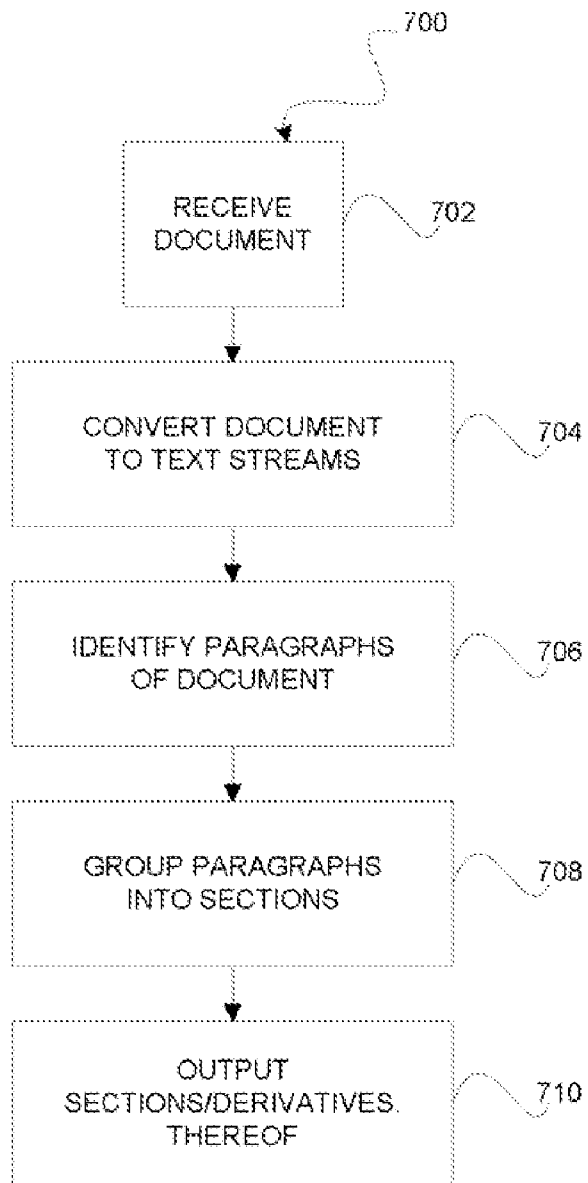 700
RECEIVE
DOCUMENT
702
CONVERT DOCUMENT
TO TEXT STREAMS
704
IDENTIFY PARAGRAPHS
OF DOCUMENT
706
GROUP PARAGRAPHS
INTO SECTIONS
708
OUTPUT
SECTIONS/DERIVATIVES.
THEREOF
710